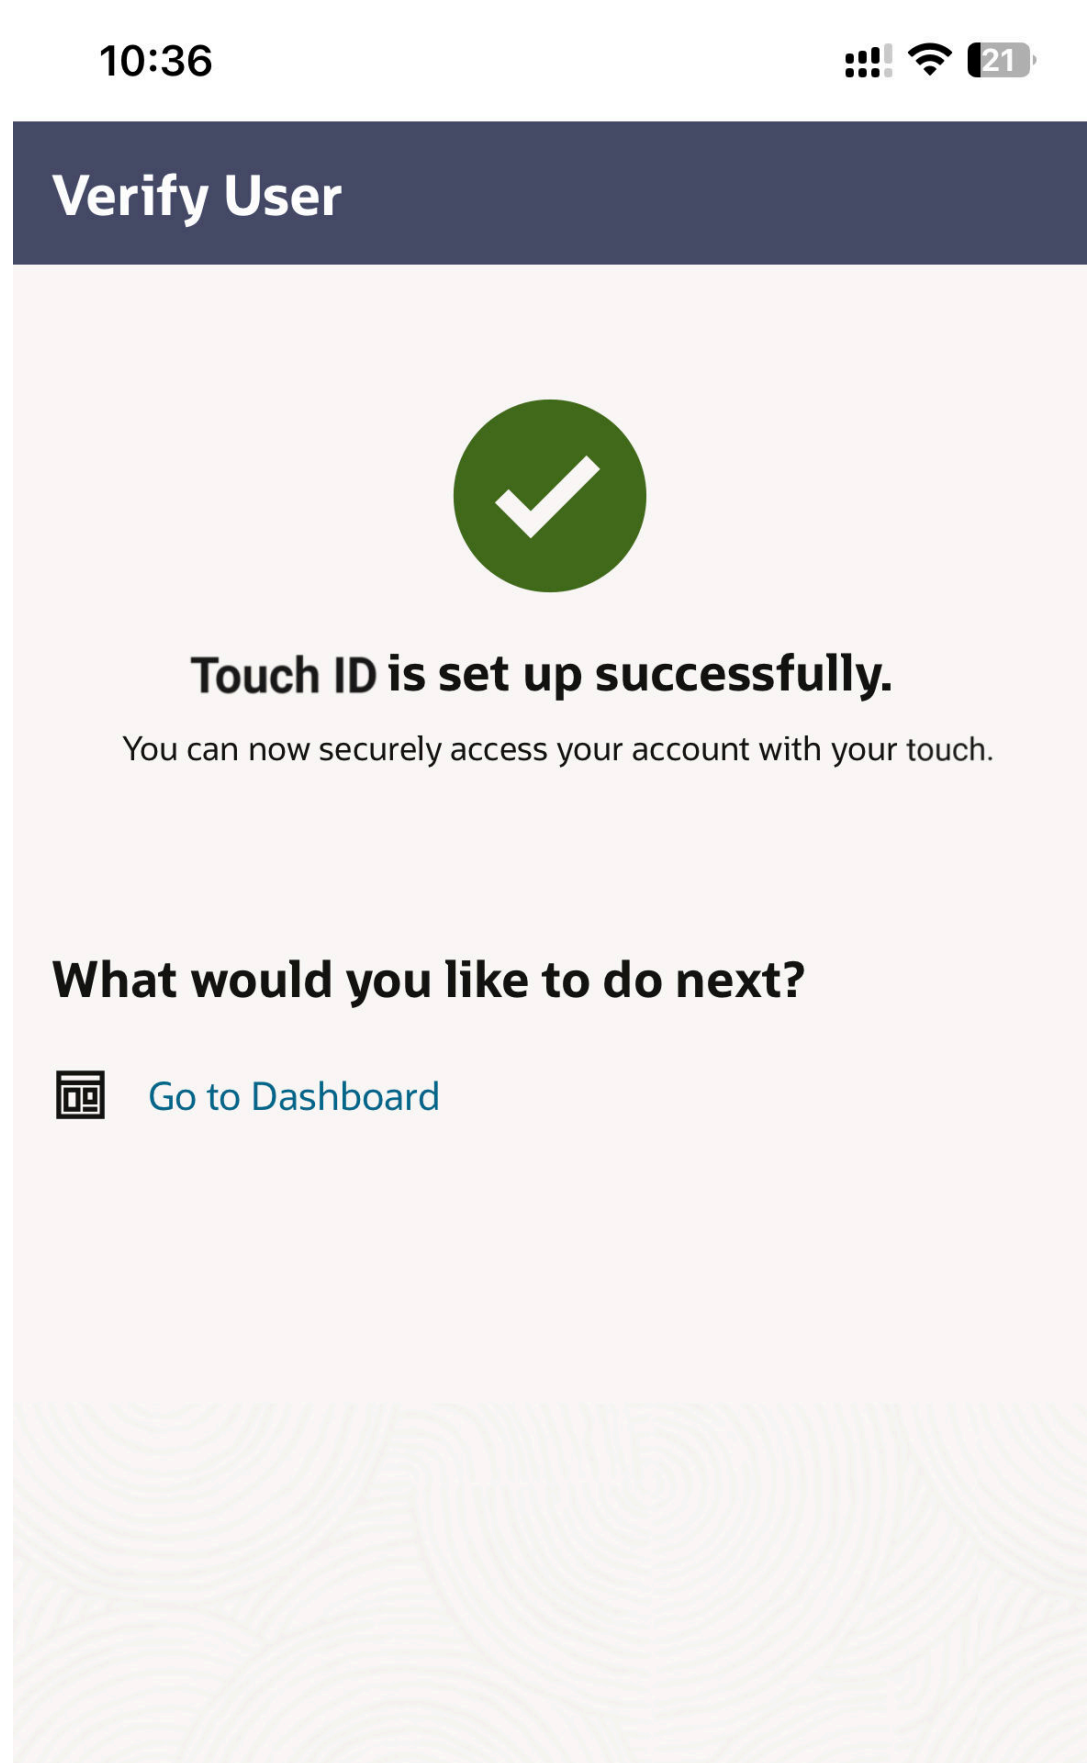 10:36
21
Verify User
Touch ID is set up successfully.
You can now securely access your account with your touch.
What would you like to do next?
Go to Dashboard